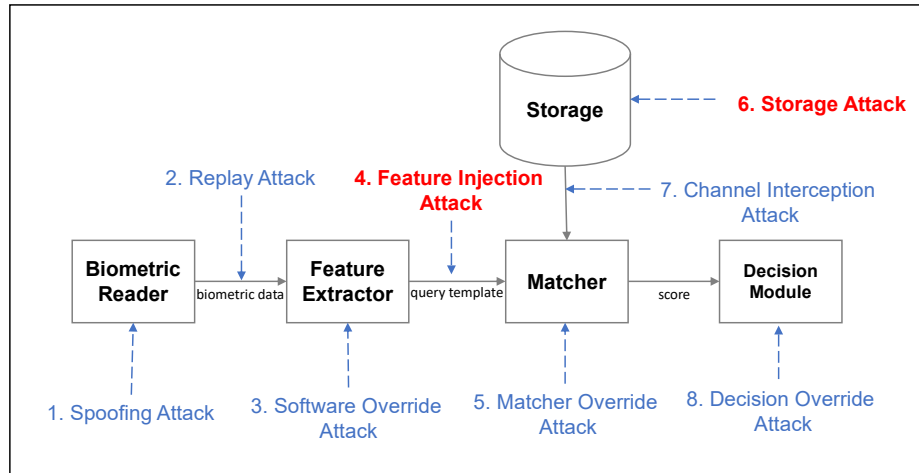 Storage
6. Storage Attack
2. Replay Attack
4. Feature Injection
Attack
7. Channel Interception
Attack
Biometric
Reader
biometric data
Feature
Extractor
query template
Matcher
score
Decision
Module
1. Spoofing Attack
3. Software Override
Attack
5. Matcher Override
Attack
8. Decision Override
Attack